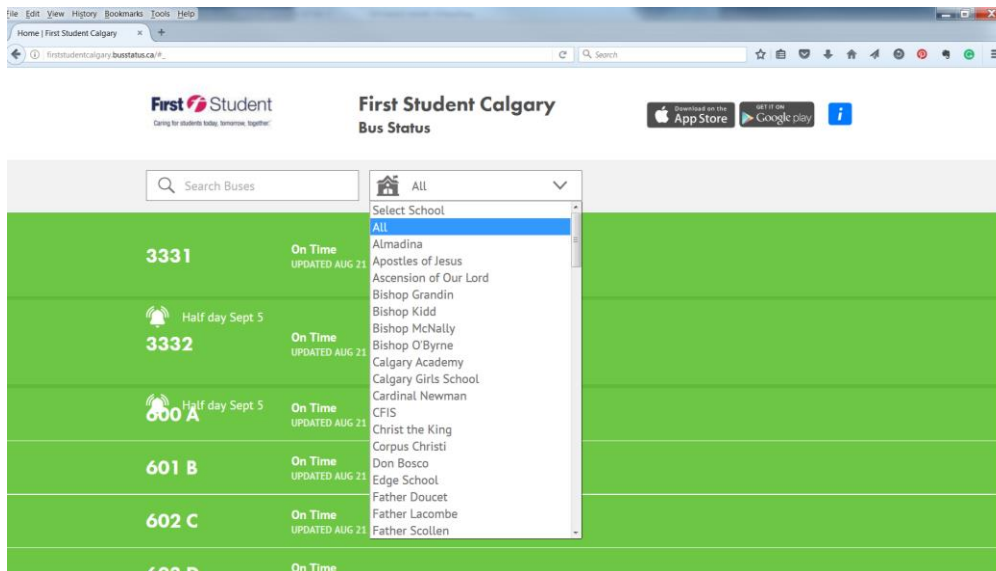 File Edit View History Bookmarks Tools Help
Home | First Student Calgary × +
firststudentcalgary.busstatus.ca/#_
Search
First Student
Caring for students today, tomorrow, together.
First Student Calgary
Bus Status
Download on the App Store
GET IT ON Google play
i
Search Buses
All
Select School
All
Almadina
Apostles of Jesus
Ascension of Our Lord
Bishop Grandin
Bishop Kidd
Bishop McNally
Bishop O'Byrne
Calgary Academy
Calgary Girls School
Cardinal Newman
CFIS
Christ the King
Corpus Christi
Don Bosco
Edge School
Father Doucet
Father Lacombe
Father Scollen
3331
On Time
UPDATED AUG 21
Half day Sept 5
3332
On Time
UPDATED AUG 21
Half day Sept 5
600 A
On Time
UPDATED AUG 21
601 B
On Time
UPDATED AUG 21
602 C
On Time
UPDATED AUG 21
603 D
On Time